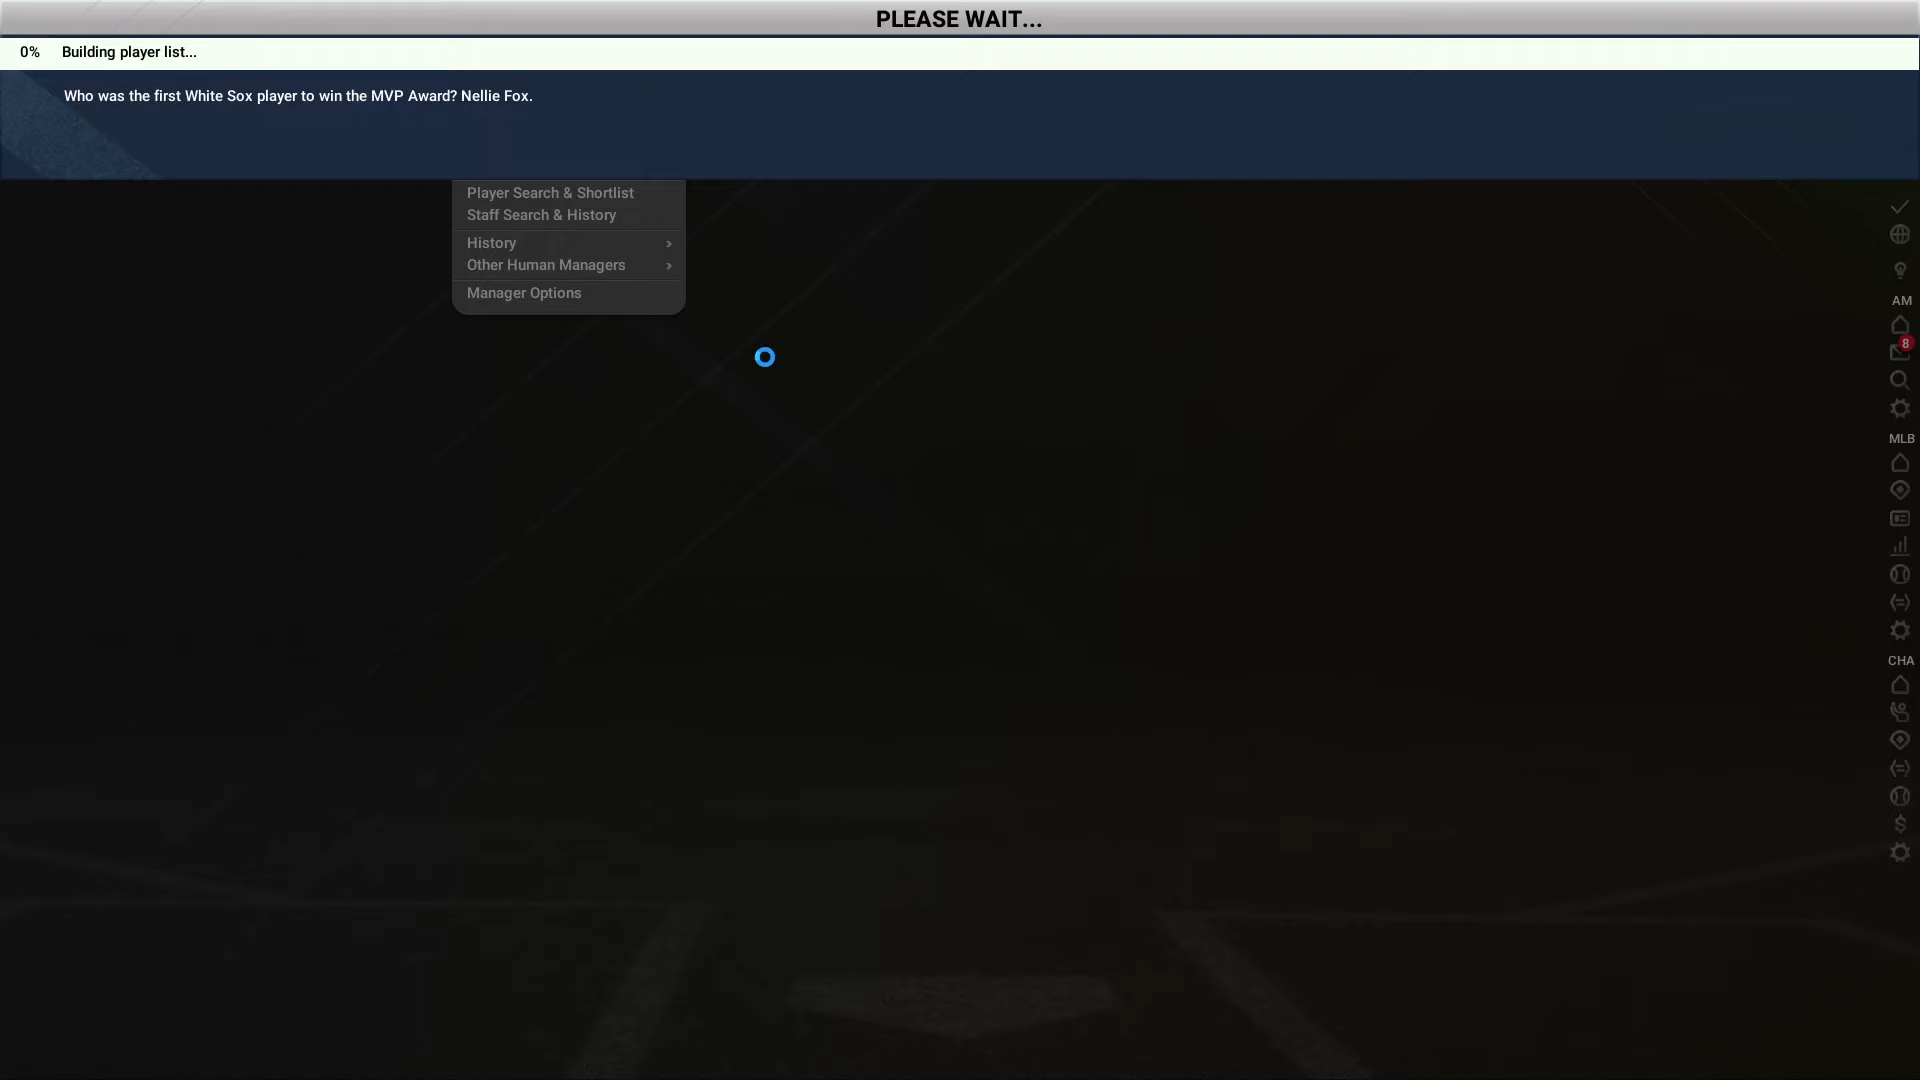 PLEASE WAIT...
0% Building player list...
Who was the first White Sox player to win the MVP Award? Nellie Fox.
Player Search & Shortlist
Staff Search & History
History
Other Human Managers
Manager Options
AM
8
MLB
CHA